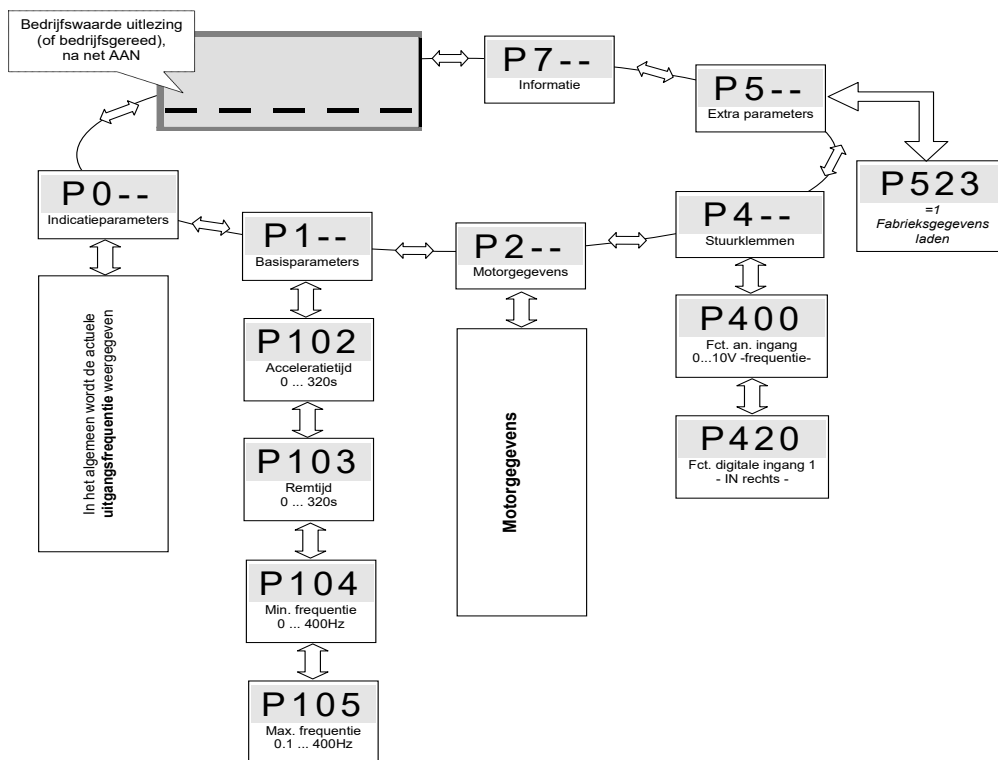 Bedrijfswaarde uitlezing
(of bedrijfsgereed),
na net AAN
P7--
Informatie
P5--
Extra parameters
P523
=1
Fabrieksgegevens
laden
P0--
Indicatieparameters
P1--
Basisparameters
P2--
Motorgegevens
P4--
Stuurklemmen
In het algemeen wordt de actuele
uitgangsfrequentie weergegeven
P102
Acceleratietijd
0 ... 320s
P103
Remtijd
0 ... 320s
P104
Min. frequentie
0 ... 400Hz
P105
Max. frequentie
0.1 ... 400Hz
Motorgegevens
P400
Fct. an. ingang
0...10V -frequentie-
P420
Fct. digitale ingang 1
- IN rechts -